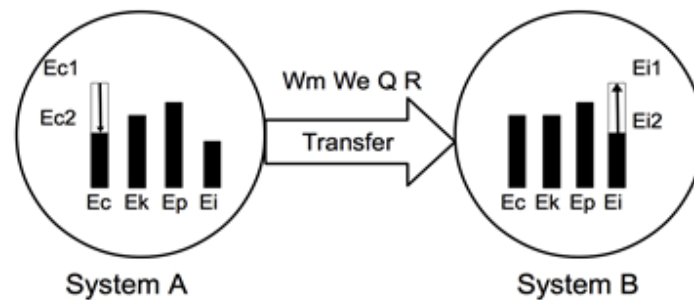 Ec1
Ec2
Ec Ek Ep Ei
System A
Wm We Q R
Transfer
Ei1
Ei2
Ec Ek Ep Ei
System B